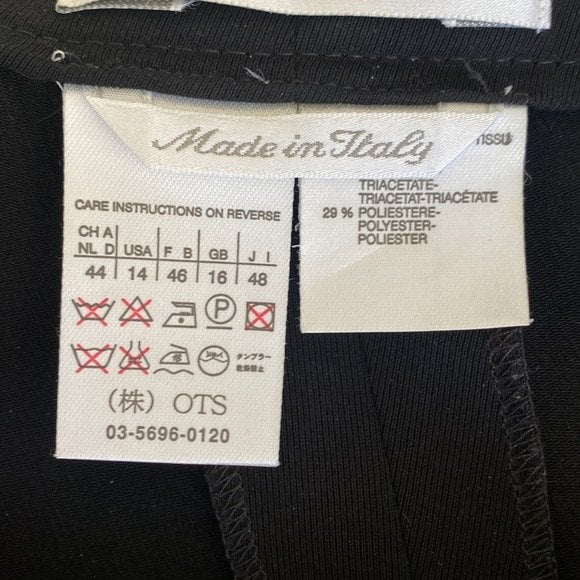 Made in Italy
CARE INSTRUCTIONS ON REVERSE
CH A
NL D USA F B GB J I
44 14 46 16 48
P
タンブラー
乾燥禁止
(株) OTS
03-5696-0120
TRIACETATE-
TRIACETAT-TRIACÉTATE
29 % POLIESTERE-
POLYESTER-
POLIESTER